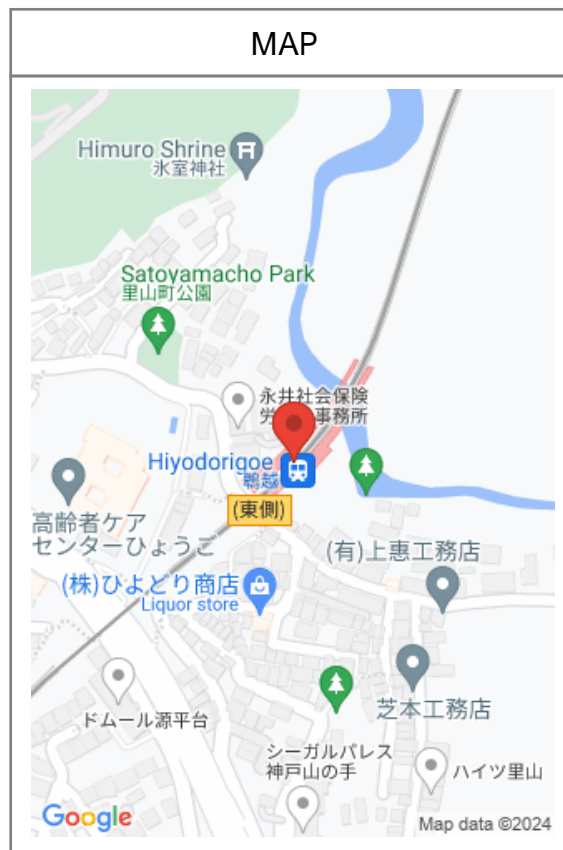 MAP
Himuro Shrine
氷室神社
Satoyamacho Park
里山町公園
永井社会保険
労 事務所
Hiyodorigoe
鵯越
(東側)
高齢者ケア
センターひょうご
(有)上惠工務店
(株)ひよどり商店
Liquor store
芝本工務店
ドムール源平台
シーガルパレス
神戸山の手
ハイツ里山
Google
Map data ©2024